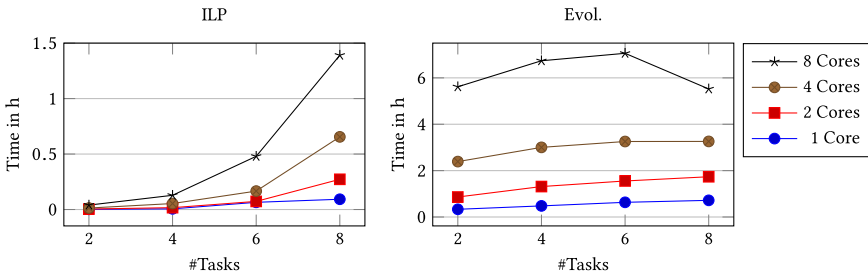 ILP
1.5
1
0.5
0
Time in h
2 4 6 8
#Tasks
Evol.
6
4
2
0
Time in h
2 4 6 8
#Tasks
8 Cores
4 Cores
2 Cores
1 Core